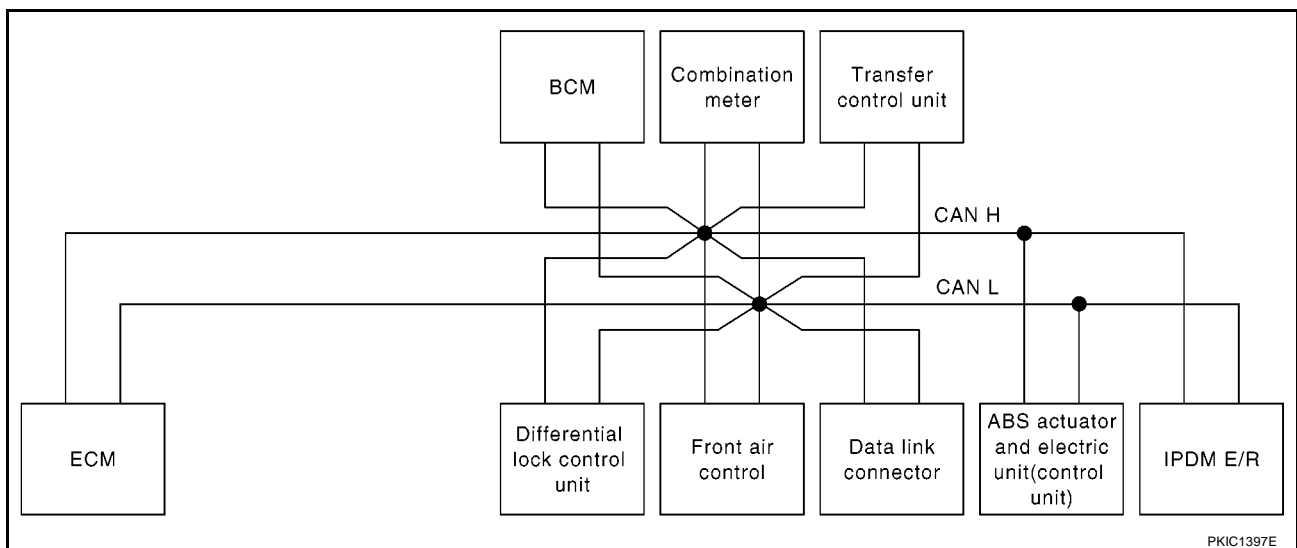 BCM
Combination
meter
Transfer
control unit
CAN H
CAN L
ECM
Differential
lock control
unit
Front air
control
Data link
connector
ABS actuator
and electric
unit(control
unit)
IPDM E/R
PKIC1397E